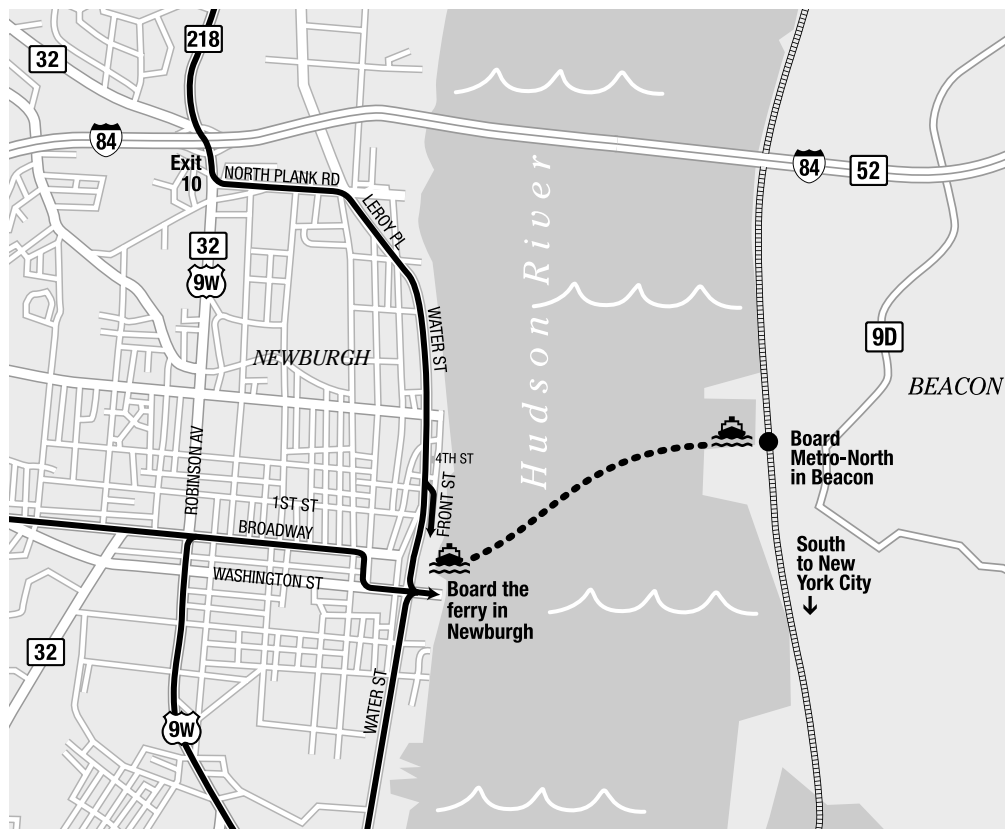 218
32
84
Exit
10
NORTH PLANK RD
LEROY PL
84
52
32
9W
Hudson River
WATER ST
9D
NEWBURGH
BEACON
ROBINSON AV
4TH ST
FRONT ST
Board
Metro-North
in Beacon
1ST ST
BROADWAY
WASHINGTON ST
South
to New
York City
Board the
ferry in
Newburgh
32
WATER ST
9W